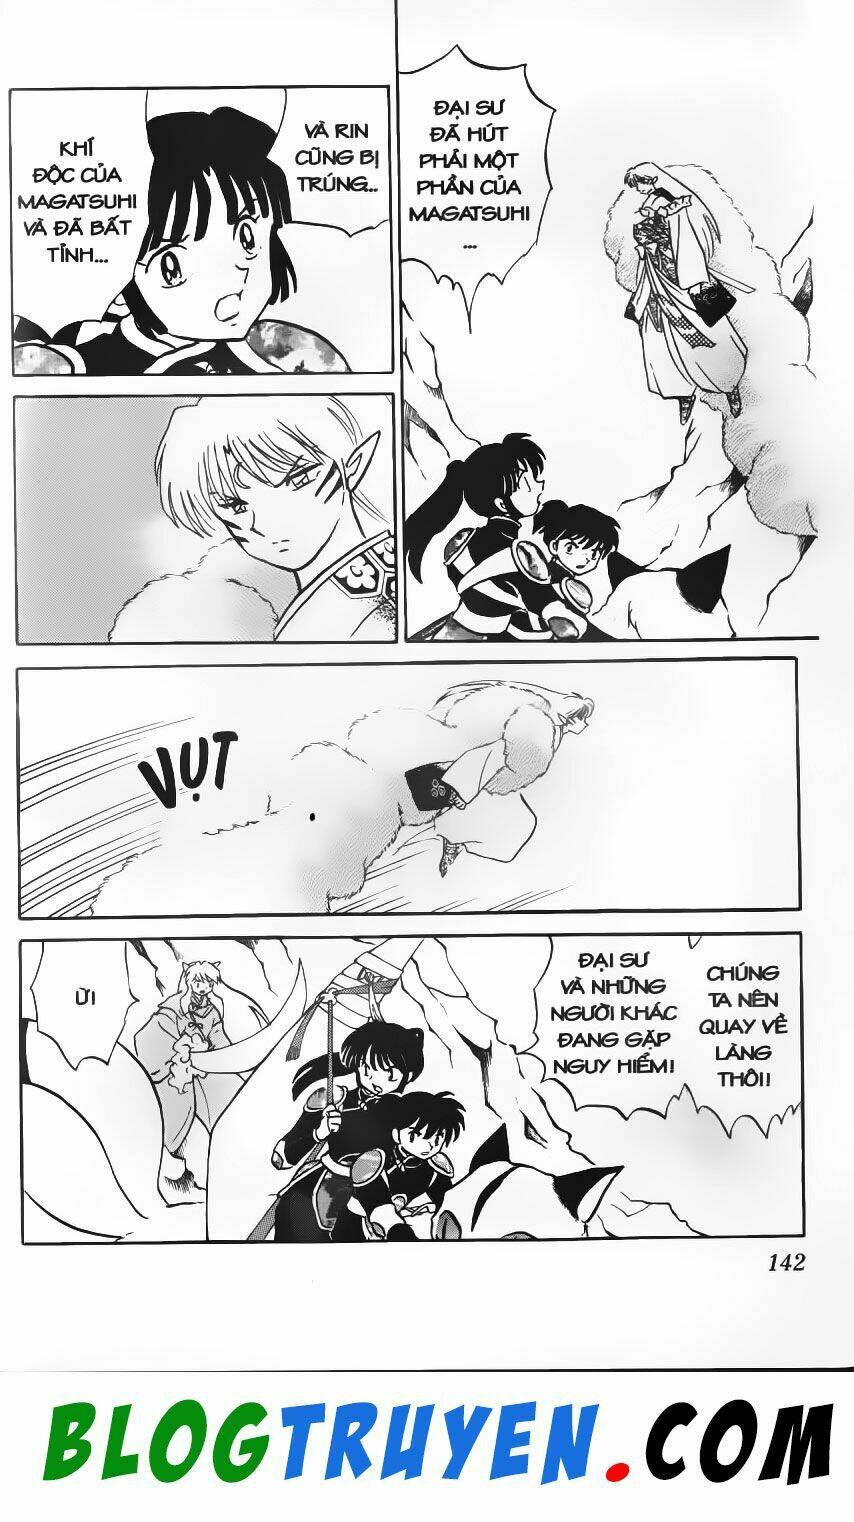 ĐẠI SƯ
ĐÃ HÚT
PHẢI MỘT
PHẦN CỦA
MAGATSUHI
...
VÀ RIN
CŨNG BỊ
TRÚNG..
KHÍ
ĐỘC CỦA
MAGATSUHI
VÀ ĐÃ BẤT
TỈNH...
VỤT
CHÚNG
TA NÊN
QUAY VỀ
LÀNG
THÔI!
ĐẠI SƯ
VÀ NHỮNG
NGƯỜI KHÁC
ĐANG GẶP
NGUY HIỂM!
ỪI
142
BLOGTRUYEN.COM